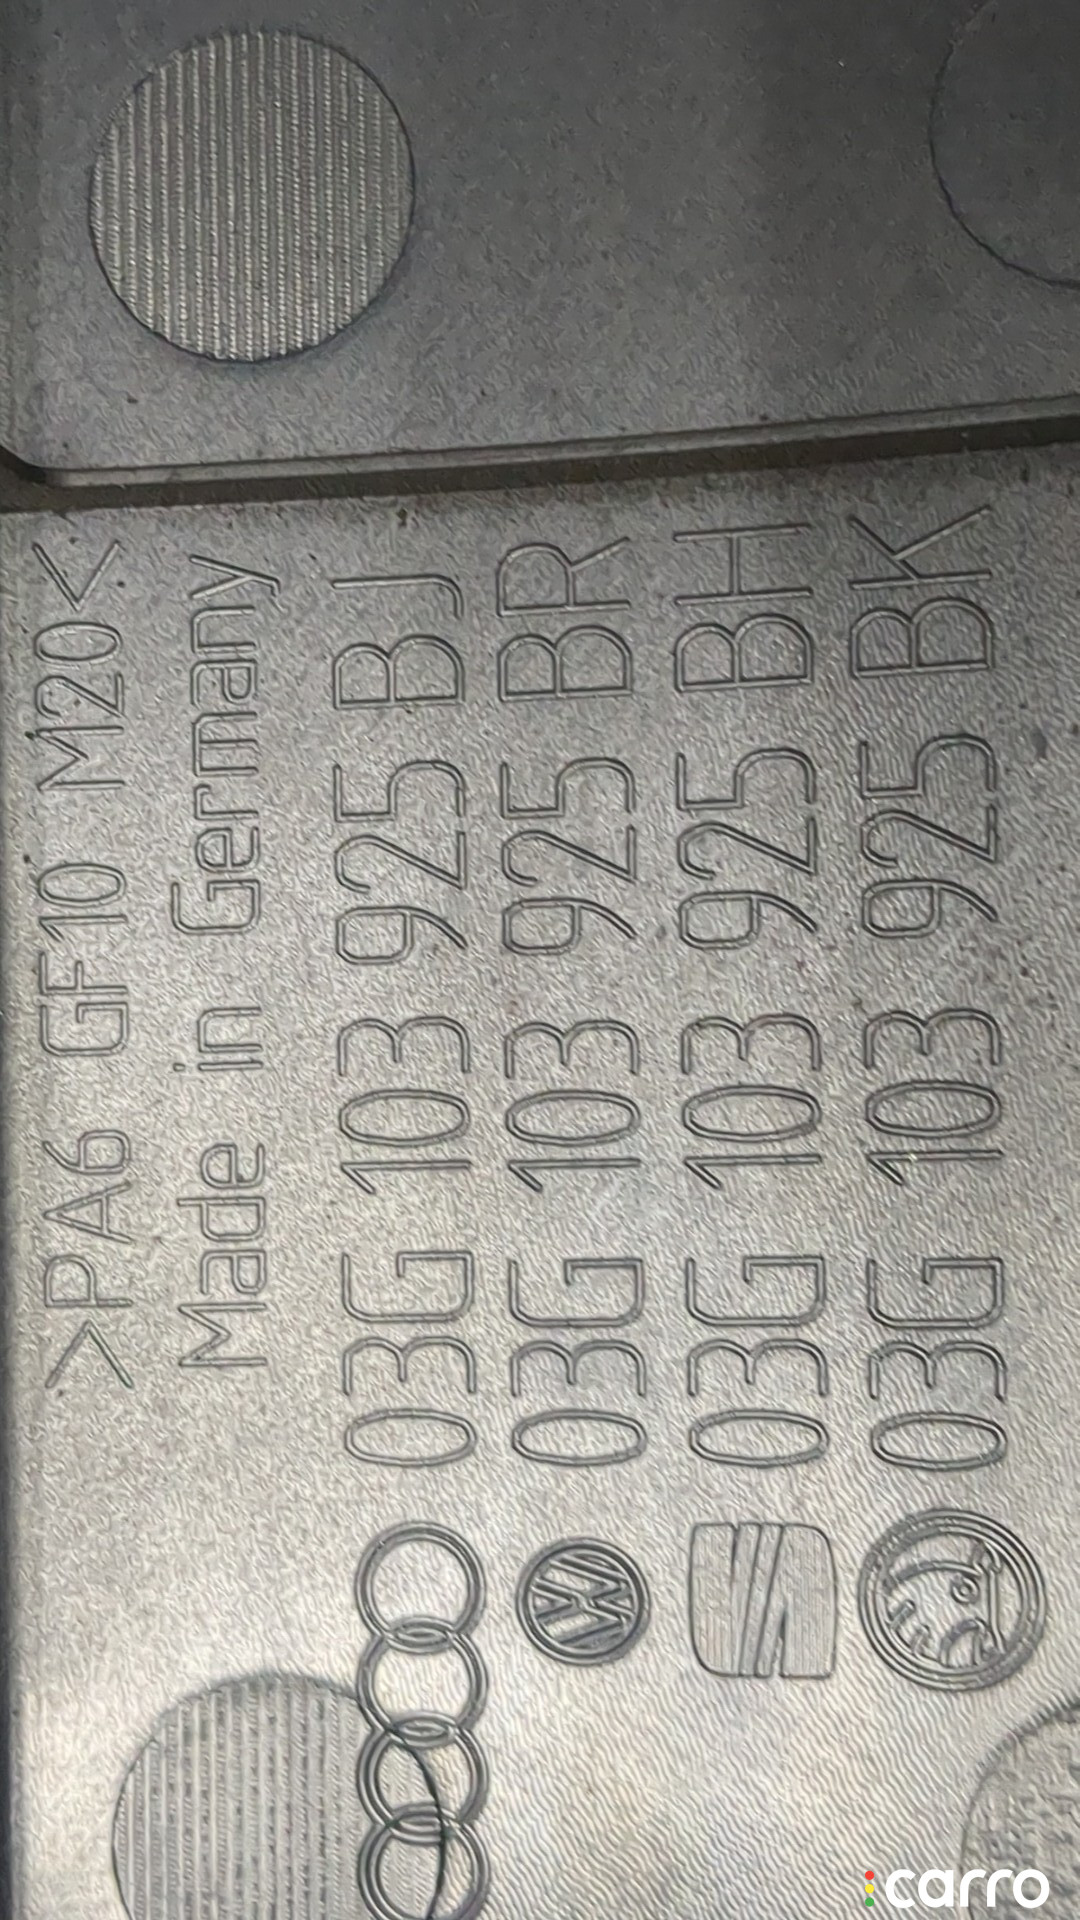 >PA6 GF10 M20<
Made in Germany
03G 103 925 BJ
03G 103 925 BR
03G 103 925 BH
03G 103 925 BK
carro